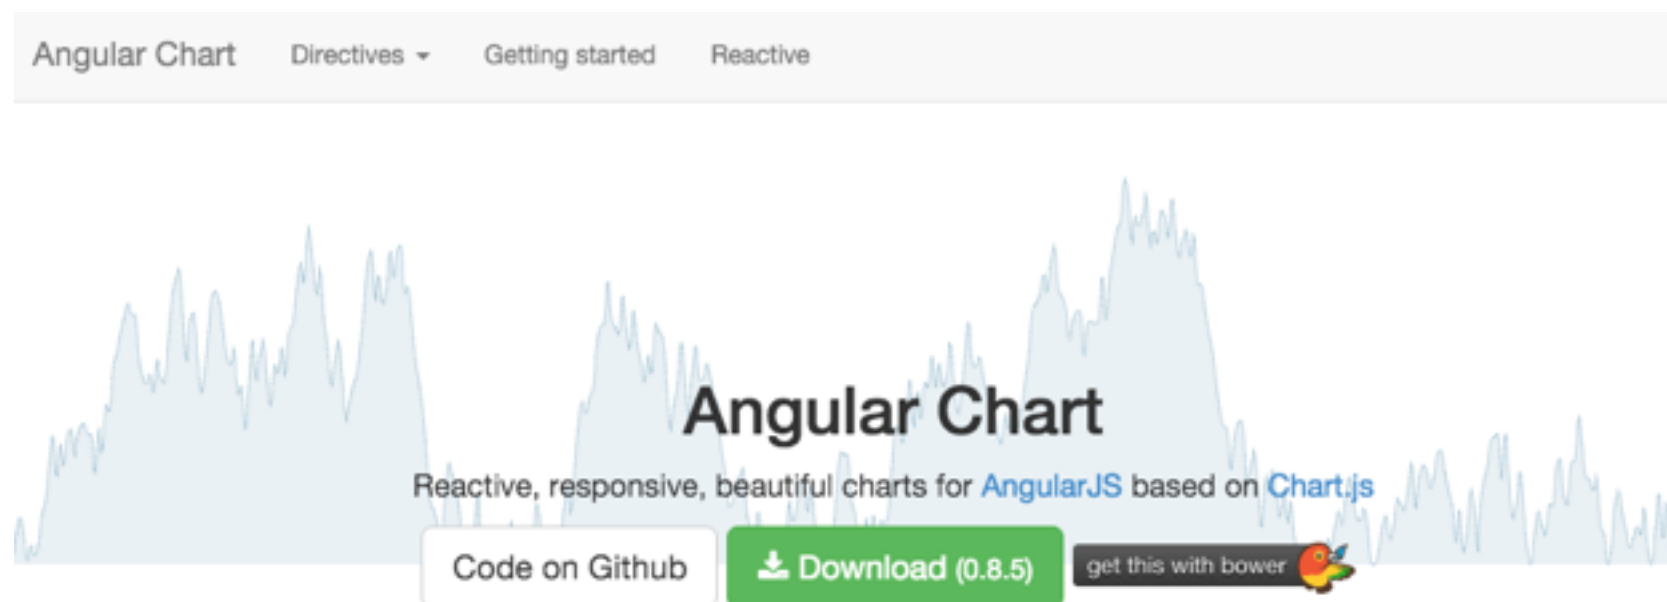 Angular Chart Directives Getting started Reactive
Angular Chart
Reactive, responsive, beautiful charts for AngularJS based on Chart.js
Code on Github Download (0.8.5) get this with bower